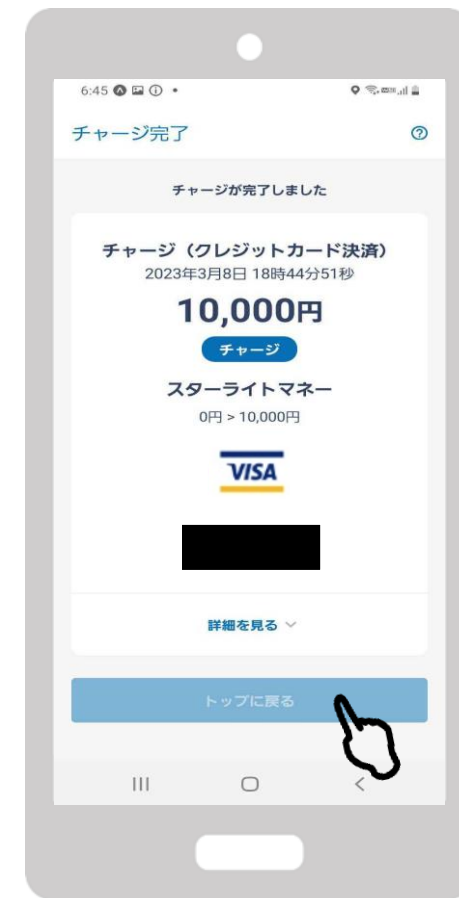 6:45
チャージ完了
チャージが完了しました
チャージ（クレジットカード決済）
2023年3月8日 18時44分51秒
10,000円
チャージ
スターライトマネー
0円 > 10,000円
VISA
詳細を見る
トップに戻る